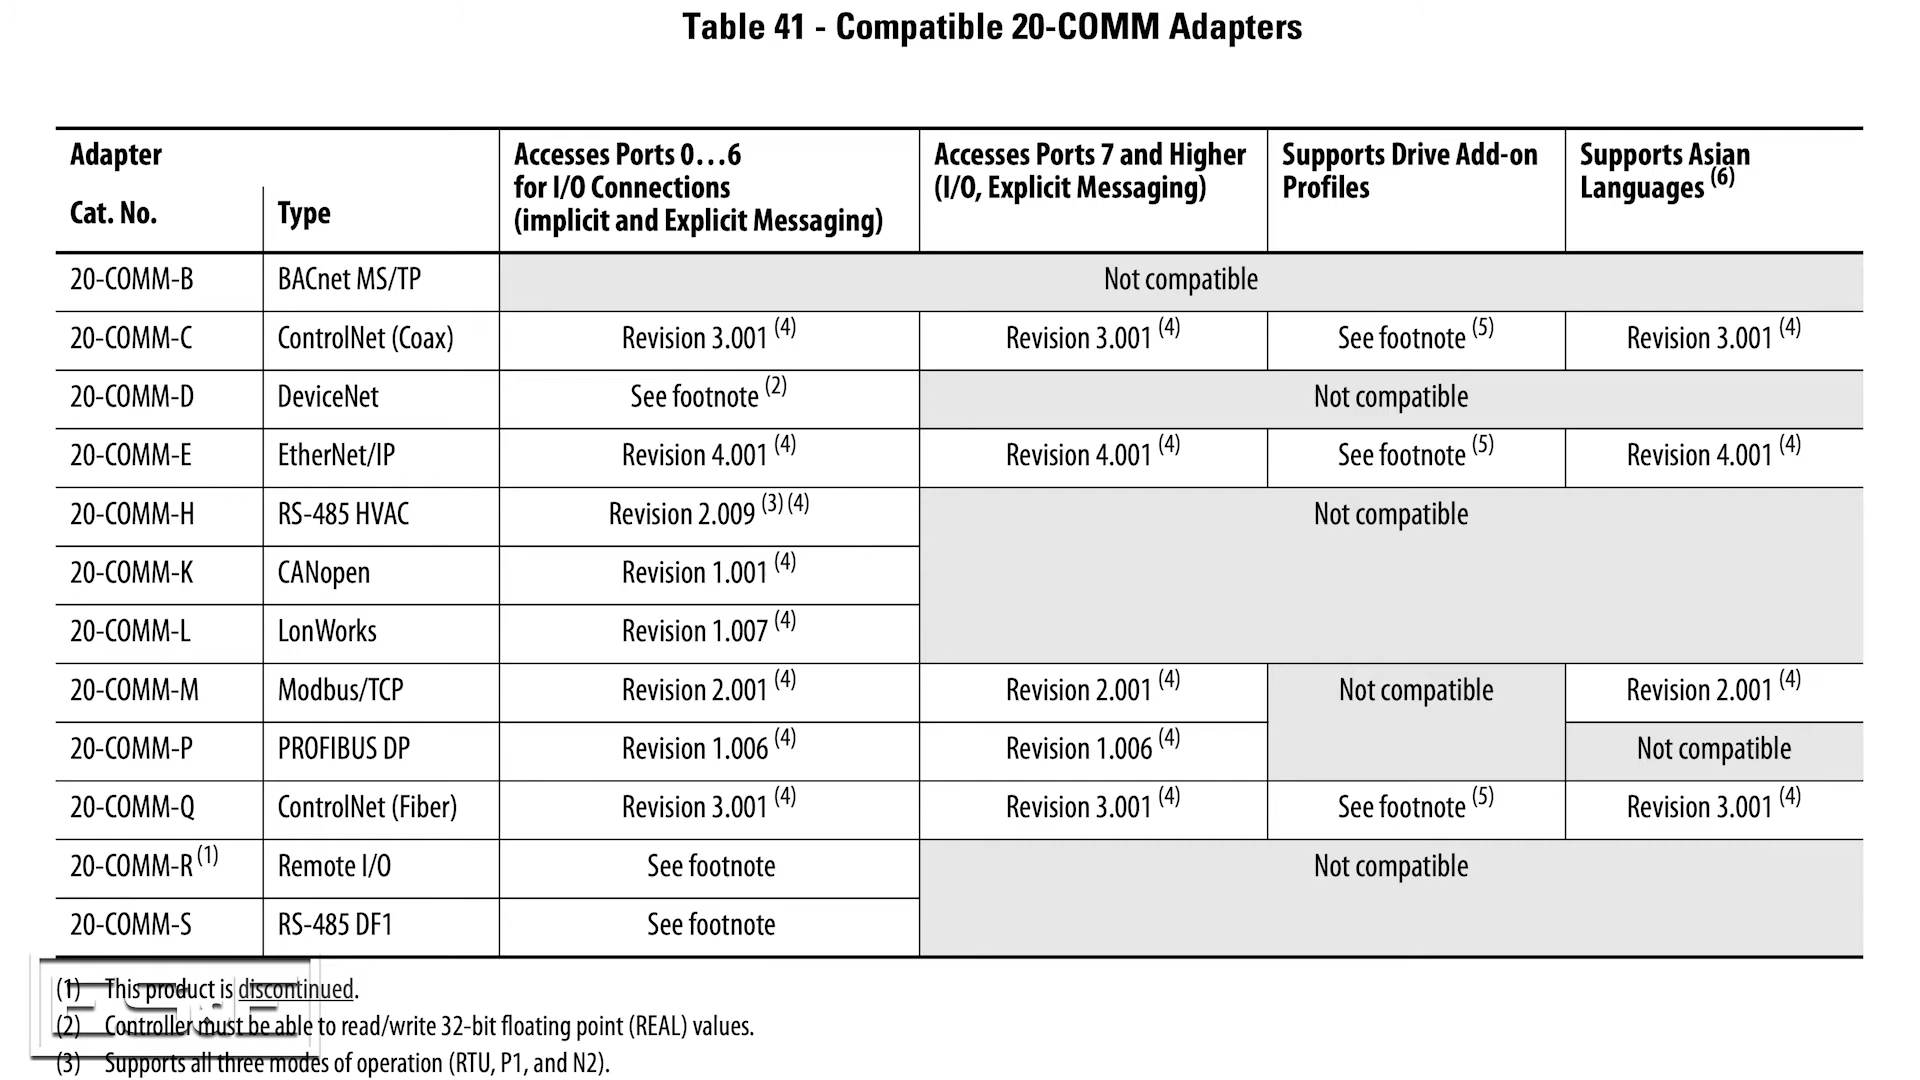 Table 41 - Compatible 20-COMM Adapters
Adapter
Cat. No. Type
Accesses Ports 0…6
for I/O Connections
(implicit and Explicit Messaging)
Accesses Ports 7 and Higher
(I/O, Explicit Messaging)
Supports Drive Add-on
Profiles
Supports Asian
Languages (6)
20-COMM-B BACnet MS/TP Not compatible
20-COMM-C ControlNet (Coax) Revision 3.001 (4) Revision 3.001 (4) See footnote (5) Revision 3.001 (4)
20-COMM-D DeviceNet See footnote (2) Not compatible
20-COMM-E EtherNet/IP Revision 4.001 (4) Revision 4.001 (4) See footnote (5) Revision 4.001 (4)
20-COMM-H RS-485 HVAC Revision 2.009 (3) (4) Not compatible
20-COMM-K CANopen Revision 1.001 (4)
20-COMM-L LonWorks Revision 1.007 (4)
20-COMM-M Modbus/TCP Revision 2.001 (4) Revision 2.001 (4) Not compatible Revision 2.001 (4)
20-COMM-P PROFIBUS DP Revision 1.006 (4) Revision 1.006 (4) Not compatible
20-COMM-Q ControlNet (Fiber) Revision 3.001 (4) Revision 3.001 (4) See footnote (5) Revision 3.001 (4)
20-COMM-R (1) Remote I/O See footnote Not compatible
20-COMM-S RS-485 DF1 See footnote
(1) This product is discontinued.
(2) Controller must be able to read/write 32-bit floating point (REAL) values.
(3) Supports all three modes of operation (RTU, P1, and N2).